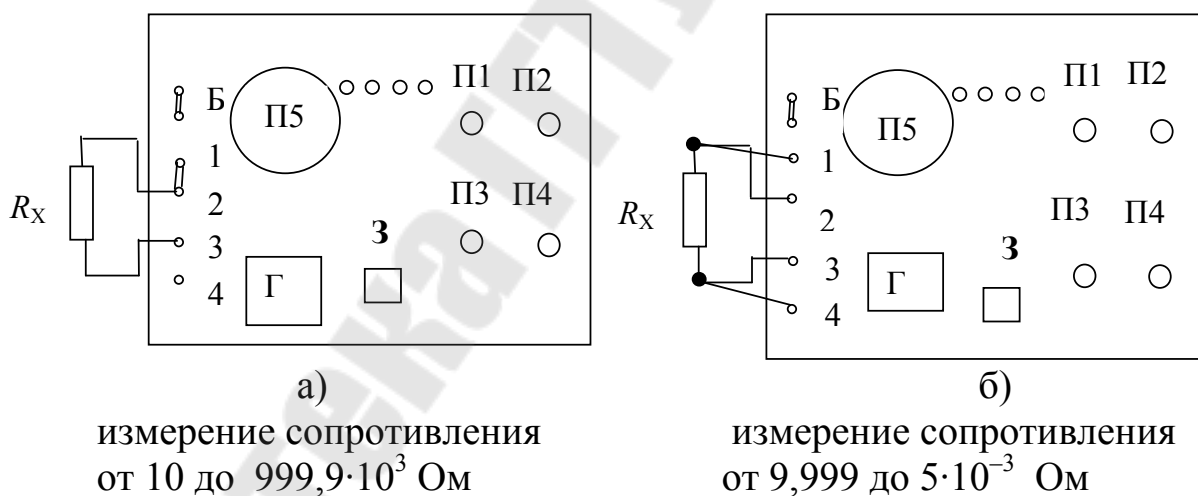 Б
П5
П1 П2
1
R_X
2
П3 П4
З
3
Г
4
Б
П5
П1 П2
1
R_X
2
П3 П4
З
3
Г
4
а)
измерение сопротивления
от 10 до 999,9·10³ Ом
б)
измерение сопротивления
от 9,999 до 5·10⁻³ Ом